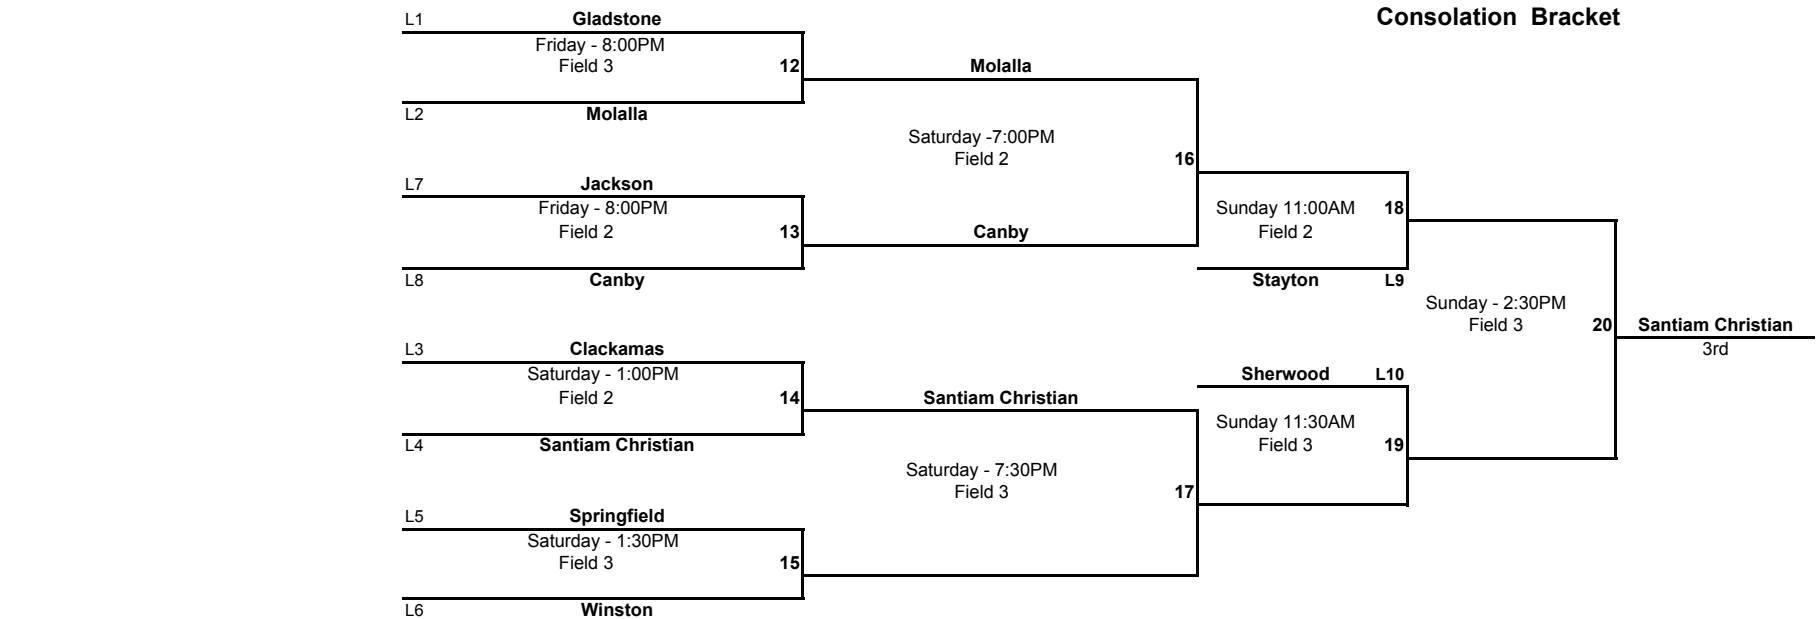 Consolation Bracket
L1 Gladstone
Friday - 8:00PM
Field 3 12
Molalla
L2 Molalla
Saturday -7:00PM
Field 2 16
L7 Jackson
Friday - 8:00PM
Field 2 13
Canby
L8 Canby
Sunday 11:00AM 18
Field 2
Stayton L9
Sunday - 2:30PM
Field 3 20
Santiam Christian
3rd
L3 Clackamas
Saturday - 1:00PM
Field 2 14
Santiam Christian
L4 Santiam Christian
Sherwood L10
Sunday 11:30AM
Field 3 19
Saturday - 7:30PM
Field 3 17
L5 Springfield
Saturday - 1:30PM
Field 3 15
L6 Winston